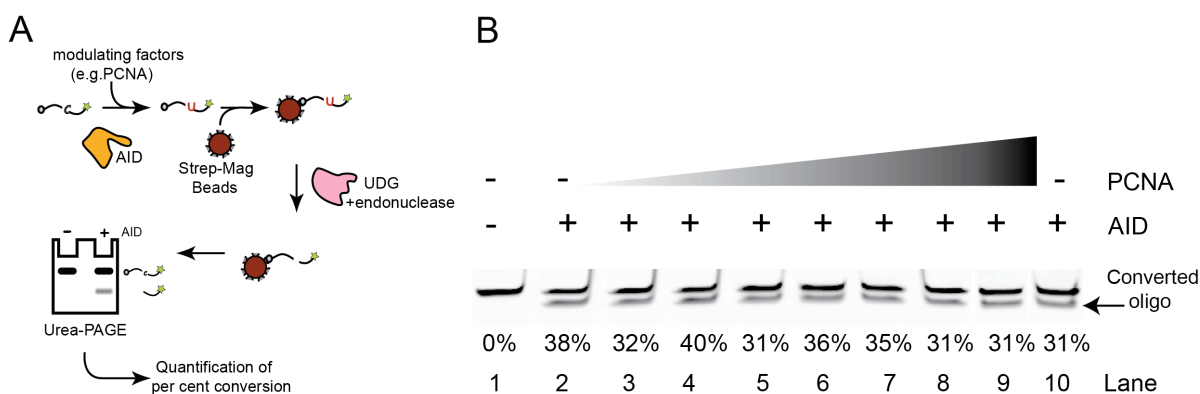 A
modulating factors
(e.g.PCNA)
C
U
U
AID
Strep-Mag
Beads
UDG
+endonuclease
- + AID
C
Urea-PAGE
Quantification of
per cent conversion
B
- - - PCNA
- + + + + + + + + + AID
Converted
oligo
0% 38% 32% 40% 31% 36% 35% 31% 31% 31%
1 2 3 4 5 6 7 8 9 10 Lane